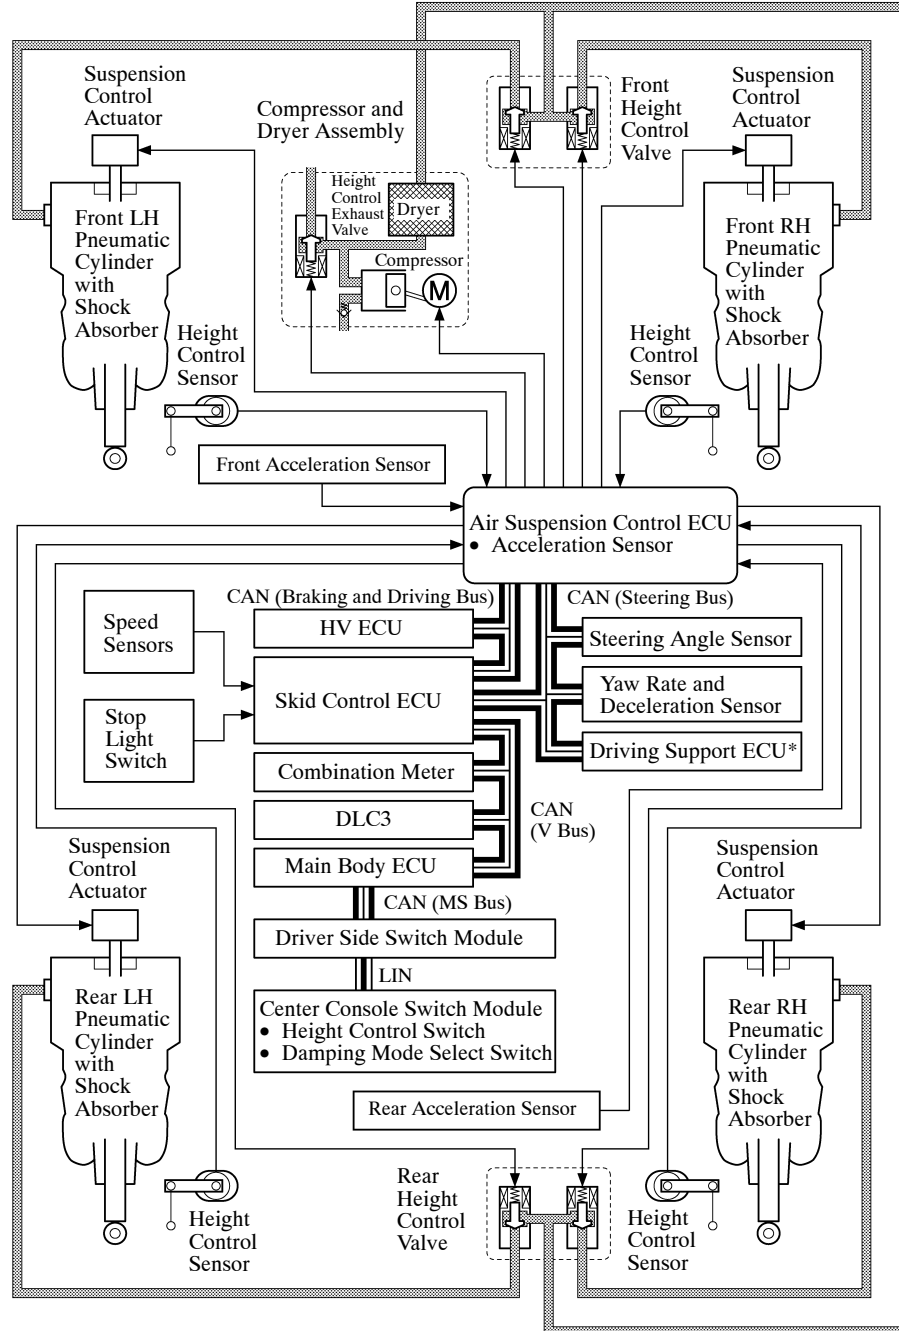 Suspension
Control
Actuator
Compressor and
Dryer Assembly
Front
Height
Control
Valve
Suspension
Control
Actuator
Height
Control
Exhaust
Valve
Dryer
Compressor
M
Front LH
Pneumatic
Cylinder
with
Shock
Absorber
Front RH
Pneumatic
Cylinder
with
Shock
Absorber
Height
Control
Sensor
Height
Control
Sensor
Front Acceleration Sensor
Air Suspension Control ECU
● Acceleration Sensor
CAN (Braking and Driving Bus)
CAN (Steering Bus)
Speed
Sensors
HV ECU
Steering Angle Sensor
Skid Control ECU
Yaw Rate and
Deceleration Sensor
Stop
Light
Switch
Driving Support ECU*
Combination Meter
DLC3
CAN
(V Bus)
Main Body ECU
CAN (MS Bus)
Suspension
Control
Actuator
Suspension
Control
Actuator
Driver Side Switch Module
LIN
Center Console Switch Module
● Height Control Switch
● Damping Mode Select Switch
Rear LH
Pneumatic
Cylinder
with
Shock
Absorber
Rear RH
Pneumatic
Cylinder
with
Shock
Absorber
Rear Acceleration Sensor
Height
Control
Sensor
Rear
Height
Control
Valve
Height
Control
Sensor